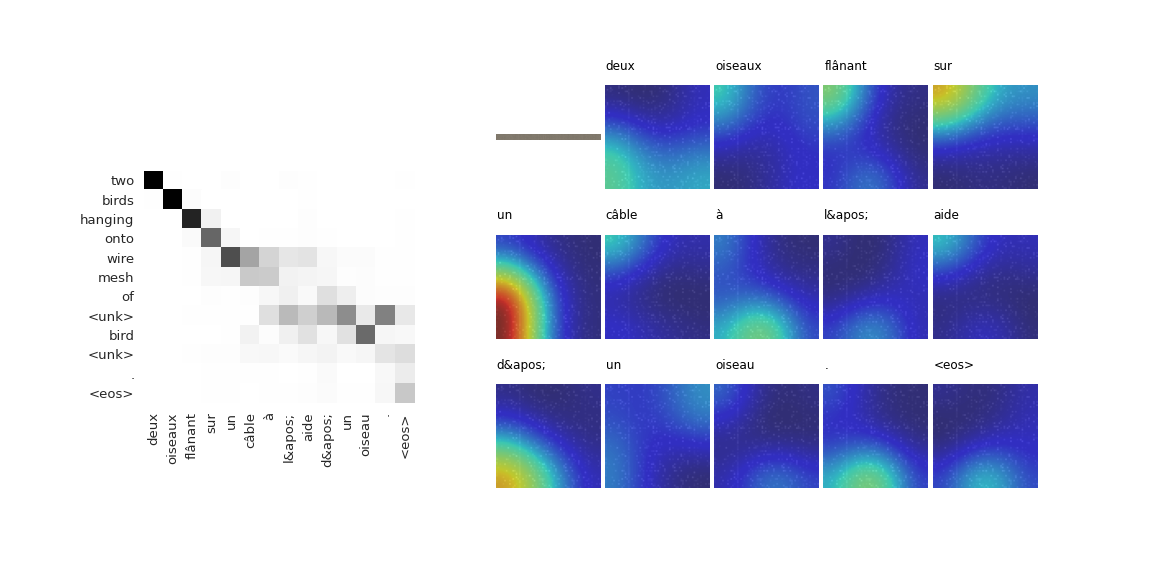 two
birds
hanging
onto
wire
mesh
of
<unk>
bird
<unk>
.
<eos>
deux
oiseaux
flânant
sur
un
câble
à
l&apos;
aide
d&apos;
un
oiseau
.
<eos>
deux oiseaux flânant sur
un câble à l&apos; aide
d&apos; un oiseau . <eos>